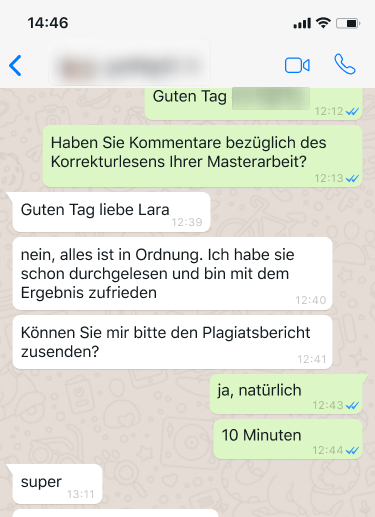 14:46
Guten Tag
12:12
Haben Sie Kommentare bezüglich des
Korrekturlesens Ihrer Masterarbeit?
12:13
Guten Tag liebe Lara
12:39
nein, alles ist in Ordnung. Ich habe sie
schon durchgelesen und bin mit dem
Ergebnis zufrieden
12:40
Können Sie mir bitte den Plagiatsbericht
zusenden?
12:41
ja, natürlich
12:43
10 Minuten
12:44
super
13:11